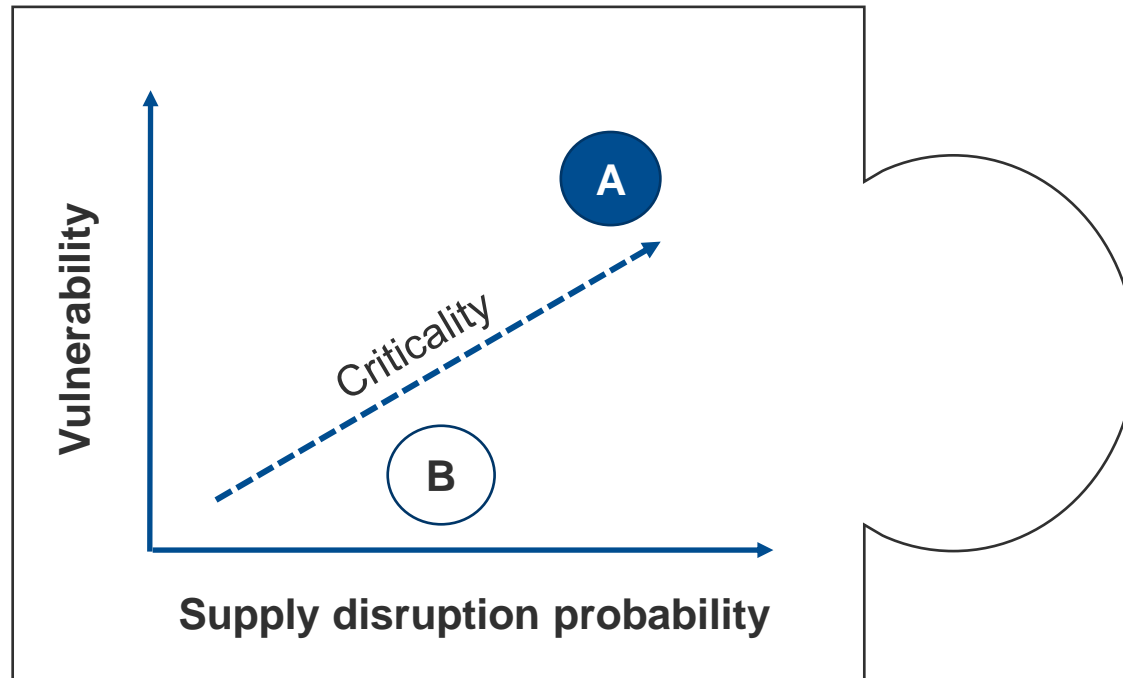 Vulnerability
A
Criticality
B
Supply disruption probability